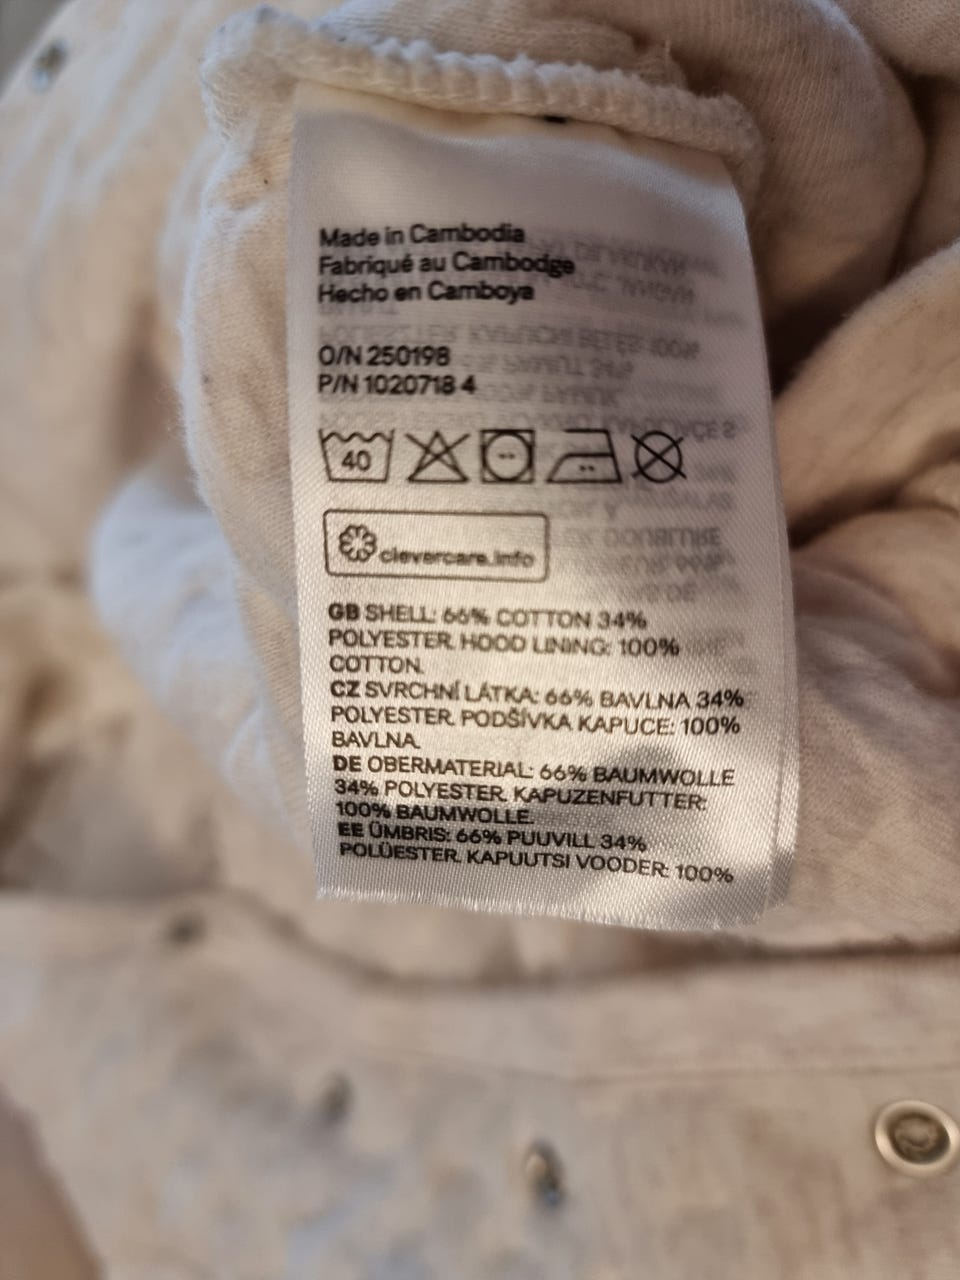 Made in Cambodia
Fabriqué au Cambodge
Hecho en Camboya
O/N 250198
P/N 1020718 4
40
clevercare.info
GB SHELL: 66% COTTON 34%
POLYESTER. HOOD LINING: 100%
COTTON.
CZ SVRCHNÍ LÁTKA: 66% BAVLNA 34%
POLYESTER. PODŠÍVKA KAPUCE: 100%
BAVLNA.
DE OBERMATERIAL: 66% BAUMWOLLE
34% POLYESTER. KAPUZENFUTTER:
100% BAUMWOLLE.
EE ÜMBRIS: 66% PUUVILL 34%
POLÜESTER. KAPUUTSI VOODER: 100%